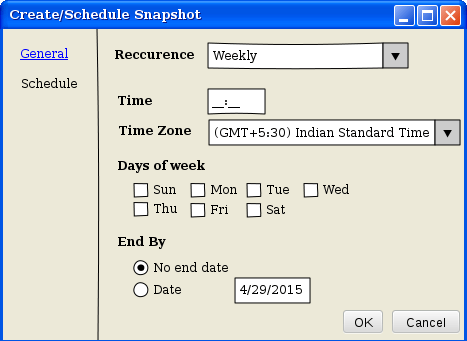 Create/Schedule Snapshot
General
Schedule
Reccurence Weekly
Time __:__
Time Zone (GMT+5:30) Indian Standard Time
Days of week
Sun Mon Tue Wed
Thu Fri Sat
End By
No end date
Date 4/29/2015
OK Cancel